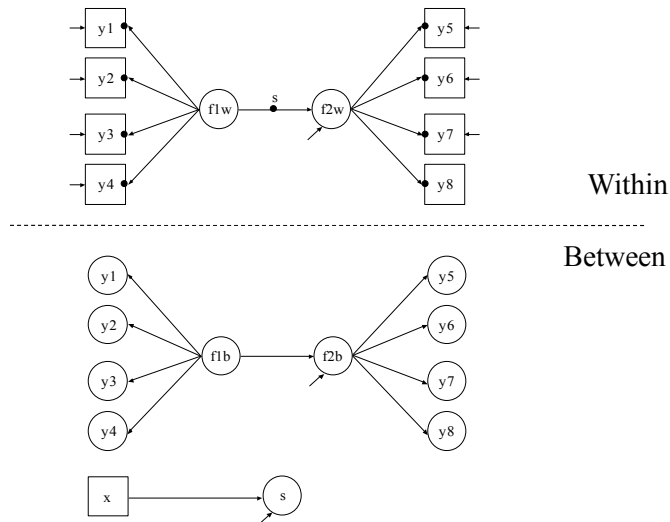 y1 y5
y2 y6
s
f1w f2w
y3 y7
y4 y8
Within
Between
y1 y5
y2 y6
f1b f2b
y3 y7
y4 y8
x s